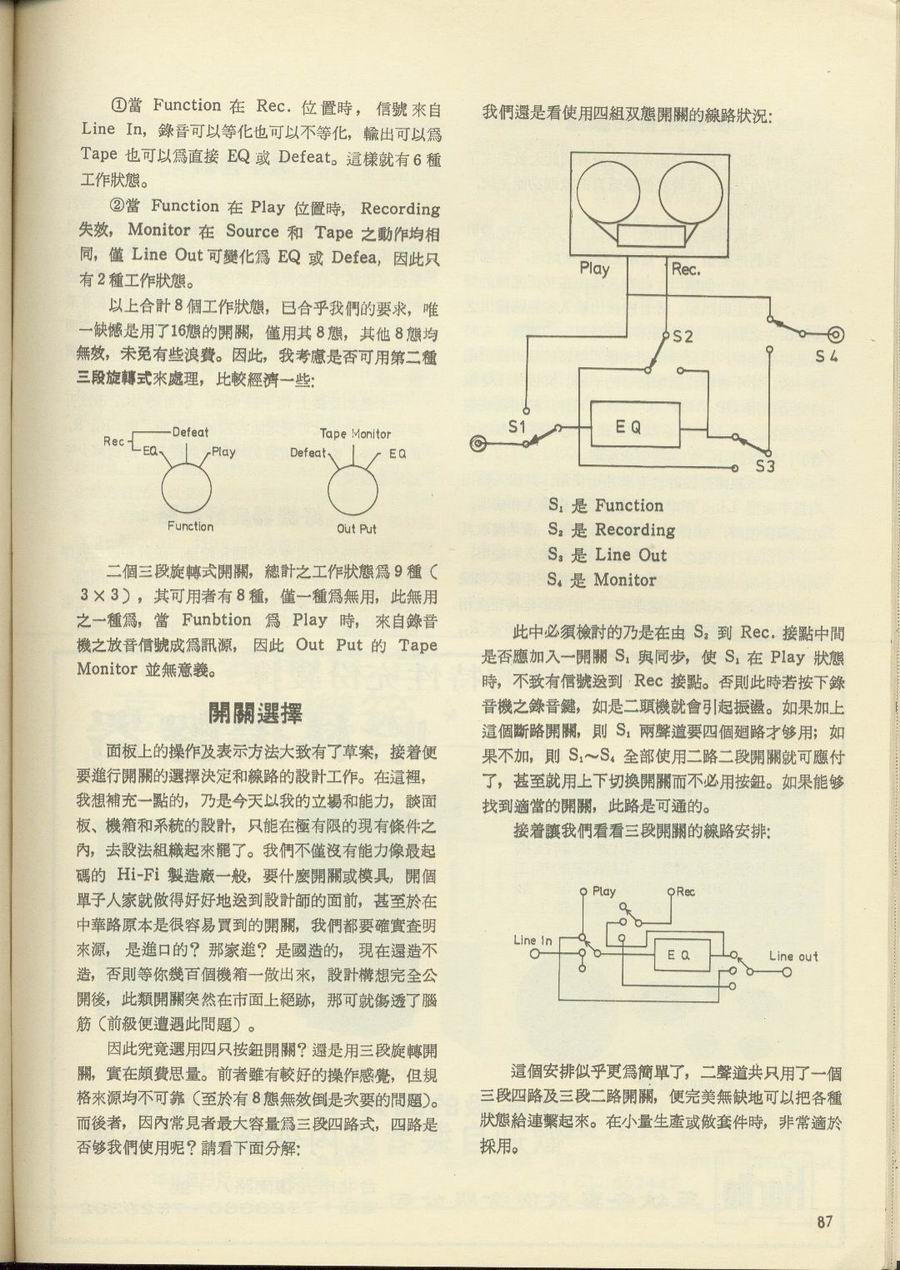 ①當 Function 在 Rec. 位置時，信號來自
Line In，錄音可以等化也可以不等化，輸出可以爲
Tape 也可以爲直接 EQ 或 Defeat。這樣就有 6 種
工作狀態。
②當 Function 在 Play 位置時，Recording
失效，Monitor 在 Source 和 Tape 之動作均相
同，僅 Line Out 可變化爲 EQ 或 Defea，因此只
有 2 種工作狀態。
以上合計 8 個工作狀態，已合乎我們的要求，唯
一缺憾是用了16態的開關，僅用其 8 態，其他 8 態均
無效，未免有些浪費。因此，我考慮是否可用第二種
三段旋轉式來處理，比較經濟一些:
Rec
Defeat
EQ
Play
Function
Tape Monitor
Defeat
EQ
Out Put
二個三段旋轉式開關，總計之工作狀態爲 9 種（
3 × 3），其可用者有 8 種，僅一種爲無用，此無用
之一種爲，當 Funbtion 爲 Play 時，來自錄音
機之放音信號成爲訊源，因此 Out Put 的 Tape
Monitor 並無意義。
開關選擇
面板上的操作及表示方法大致有了草案，接着便
要進行開關的選擇決定和線路的設計工作。在這裡，
我想補充一點的，乃是今天以我的立場和能力，談面
板、機箱和系統的設計，只能在極有限的現有條件之
內，去設法組織起來罷了。我們不僅沒有能力像最起
碼的 Hi-Fi 製造廠一般，要什麼開關或模具，開個
單子人家就做得好好地送到設計師的面前，甚至於在
中華路原本是很容易買到的開關，我們都要確實查明
來源，是進口的？那家進？是國造的，現在還造不
造，否則等你幾百個機箱一做出來，設計構想完全公
開後，此類開關突然在市面上絕跡，那可就傷透了腦
筋（前級便遭遇此問題）。
因此究竟選用四只按鈕開關？還是用三段旋轉開
關，實在頗費思量。前者雖有較好的操作感覺，但規
格來源均不可靠（至於有 8 態無效倒是次要的問題）。
而後者，因內常見者最大容量爲三段四路式，四路是
否够我們使用呢？請看下面分解:
我們還是看使用四組双態開關的線路狀況:
Play
Rec.
S2
S4
S1
EQ
S3
S₁ 是 Function
S₂ 是 Recording
S₃ 是 Line Out
S₄ 是 Monitor
此中必須檢討的乃是在由 S₂ 到 Rec. 接點中間
是否應加入一開關 S₁ 與同步，使 S₁ 在 Play 狀態
時，不致有信號送到 Rec 接點。否則此時若按下錄
音機之錄音鍵，如是二頭機就會引起振盪。如果加上
這個斷路開關，則 S₁ 兩聲道要四個廻路才够用；如
果不加，則 S₁～S₄ 全部使用二路二段開關就可應付
了，甚至就用上下切換開關而不必用按鈕。如果能够
找到適當的開關，此路是可通的。
接着讓我們看看三段開關的線路安排:
Play
Rec
Line In
EQ
Line out
這個安排似乎更爲簡單了，二聲道共只用了一個
三段四路及三段二路開關，便完美無缺地可以把各種
狀態給連繫起來。在小量生產或做套件時，非常適於
採用。
87